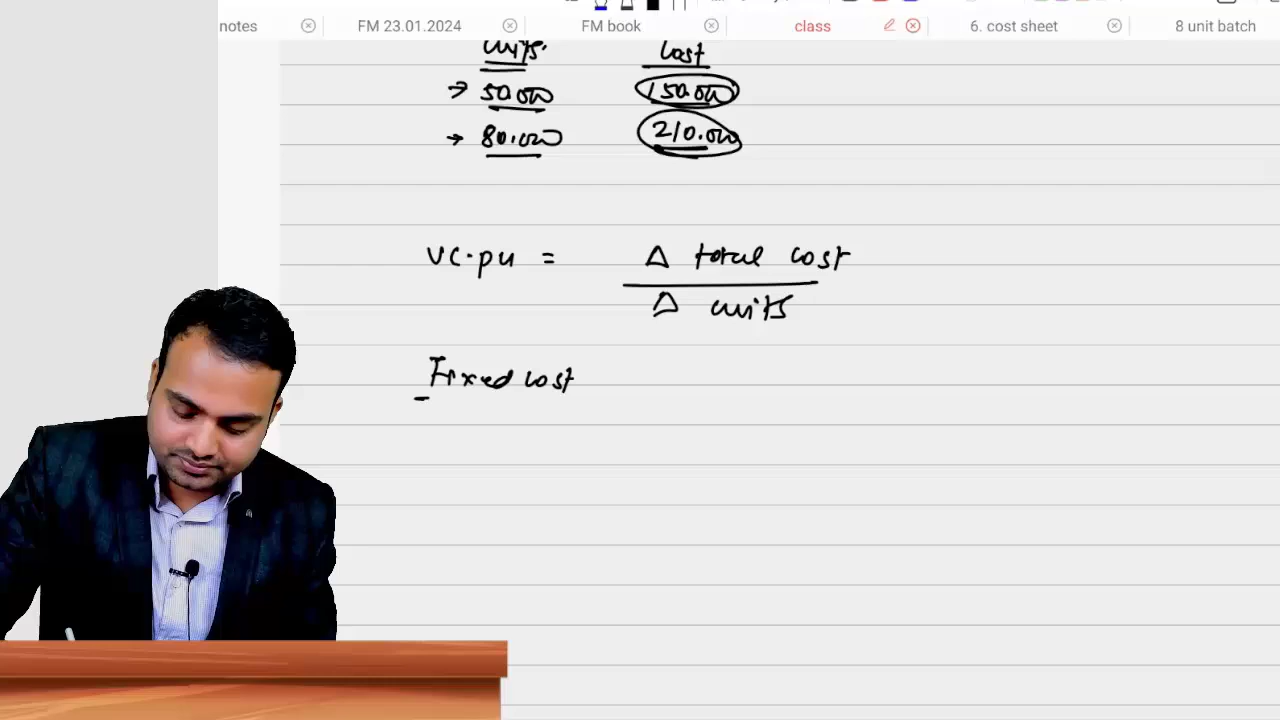 notes FM 23.01.2024 FM book class 6. cost sheet 8 unit batch
units. Cost
→ 50.000 150.000
→ 80.000 210.000
VC.pu = Δ total cost
Δ units
Fixed cost